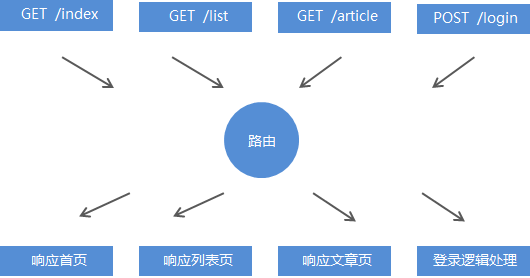 GET /index
GET /list
GET /article
POST /login
路由
响应首页
响应列表页
响应文章页
登录逻辑处理